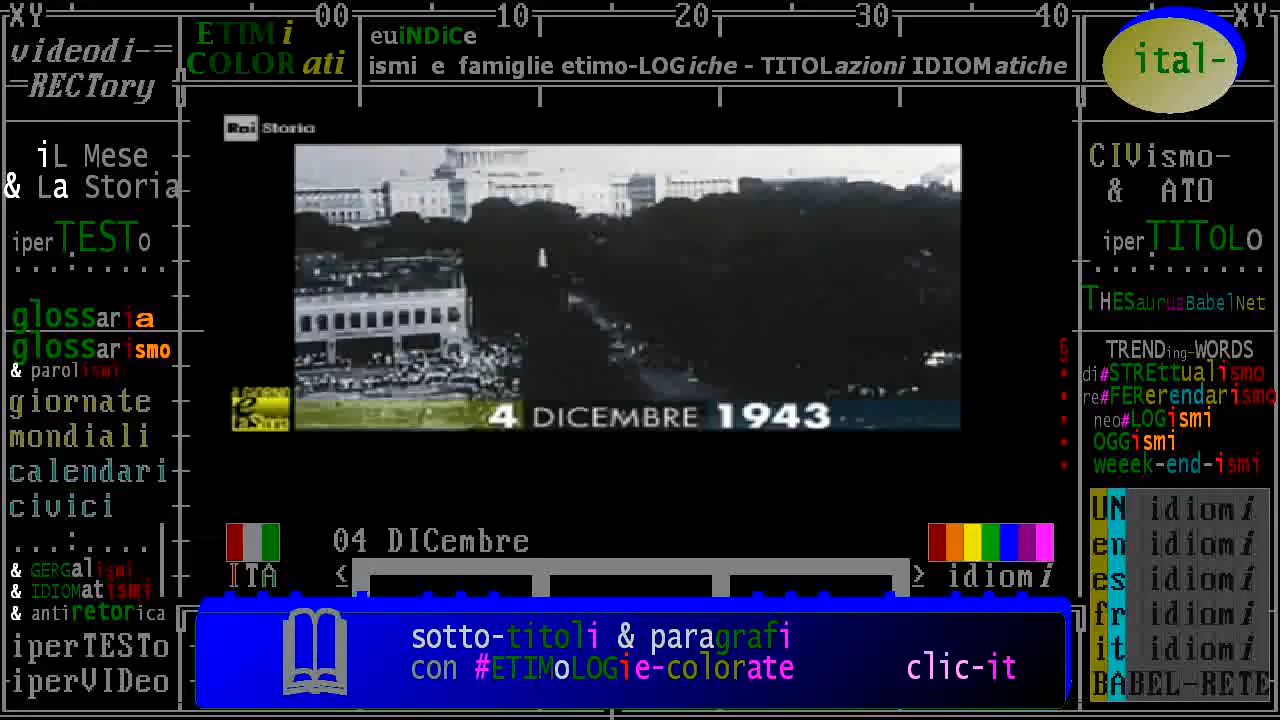 XY 00 10 20 30 40 XY
videodi-=
=RECTory
ETIMi
COLORati
euiNDiCe
ismi e famiglie etimo-LOGiche - TITOLazioni IDIOMatiche
ital-
Rai Storia
iL Mese
& La Storia
iperTESTo
glossaria
glossarismo
& parolismi
giornate
mondiali
calendari
civici
& GERGalismi
& IDIOMatismi
& antiretorica
iperTESTo
iperVIDeo
4 DICEMBRE 1943
CIVismo-
& ATO
iperTIToLo
THESaurusBabelNet
6
TRENDing-WORDS
di#STREttualismo
re#FERerendarismo
neo#LOGismi
OGGismi
weeek-end-ismi
UN idiomi
en idiomi
es idiomi
fr idiomi
it idiomi
BABEL-RETE
04 DICembre
ITA < > idiomi
sotto-titoli & paragrafi
con #ETIMoLOGie-colorate clic-it